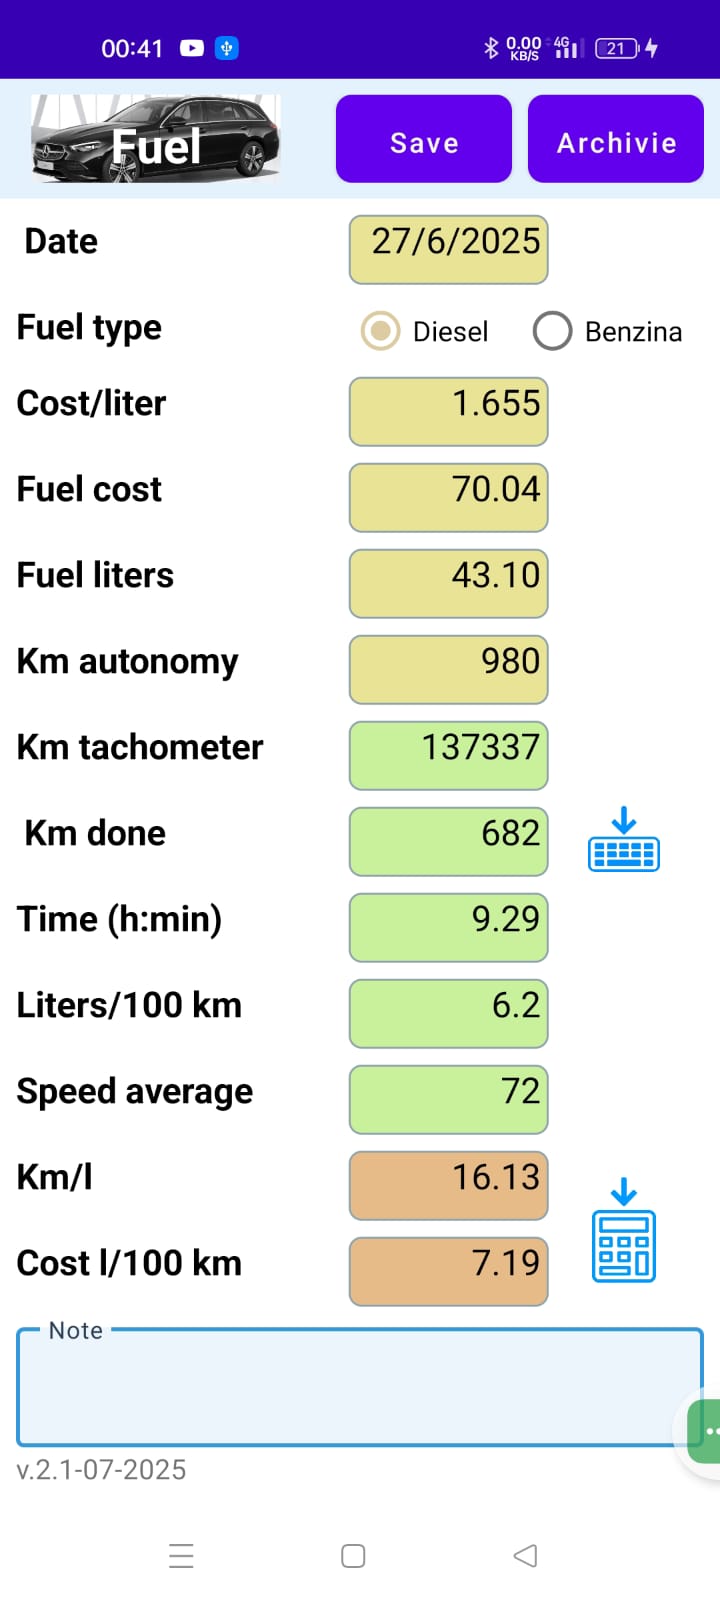 00:41 0.00 KB/S 4G 21
Fuel Save Archivie
Date 27/6/2025
Fuel type Diesel Benzina
Cost/liter 1.655
Fuel cost 70.04
Fuel liters 43.10
Km autonomy 980
Km tachometer 137337
Km done 682
Time (h:min) 9.29
Liters/100 km 6.2
Speed average 72
Km/l 16.13
Cost l/100 km 7.19
Note
v.2.1-07-2025